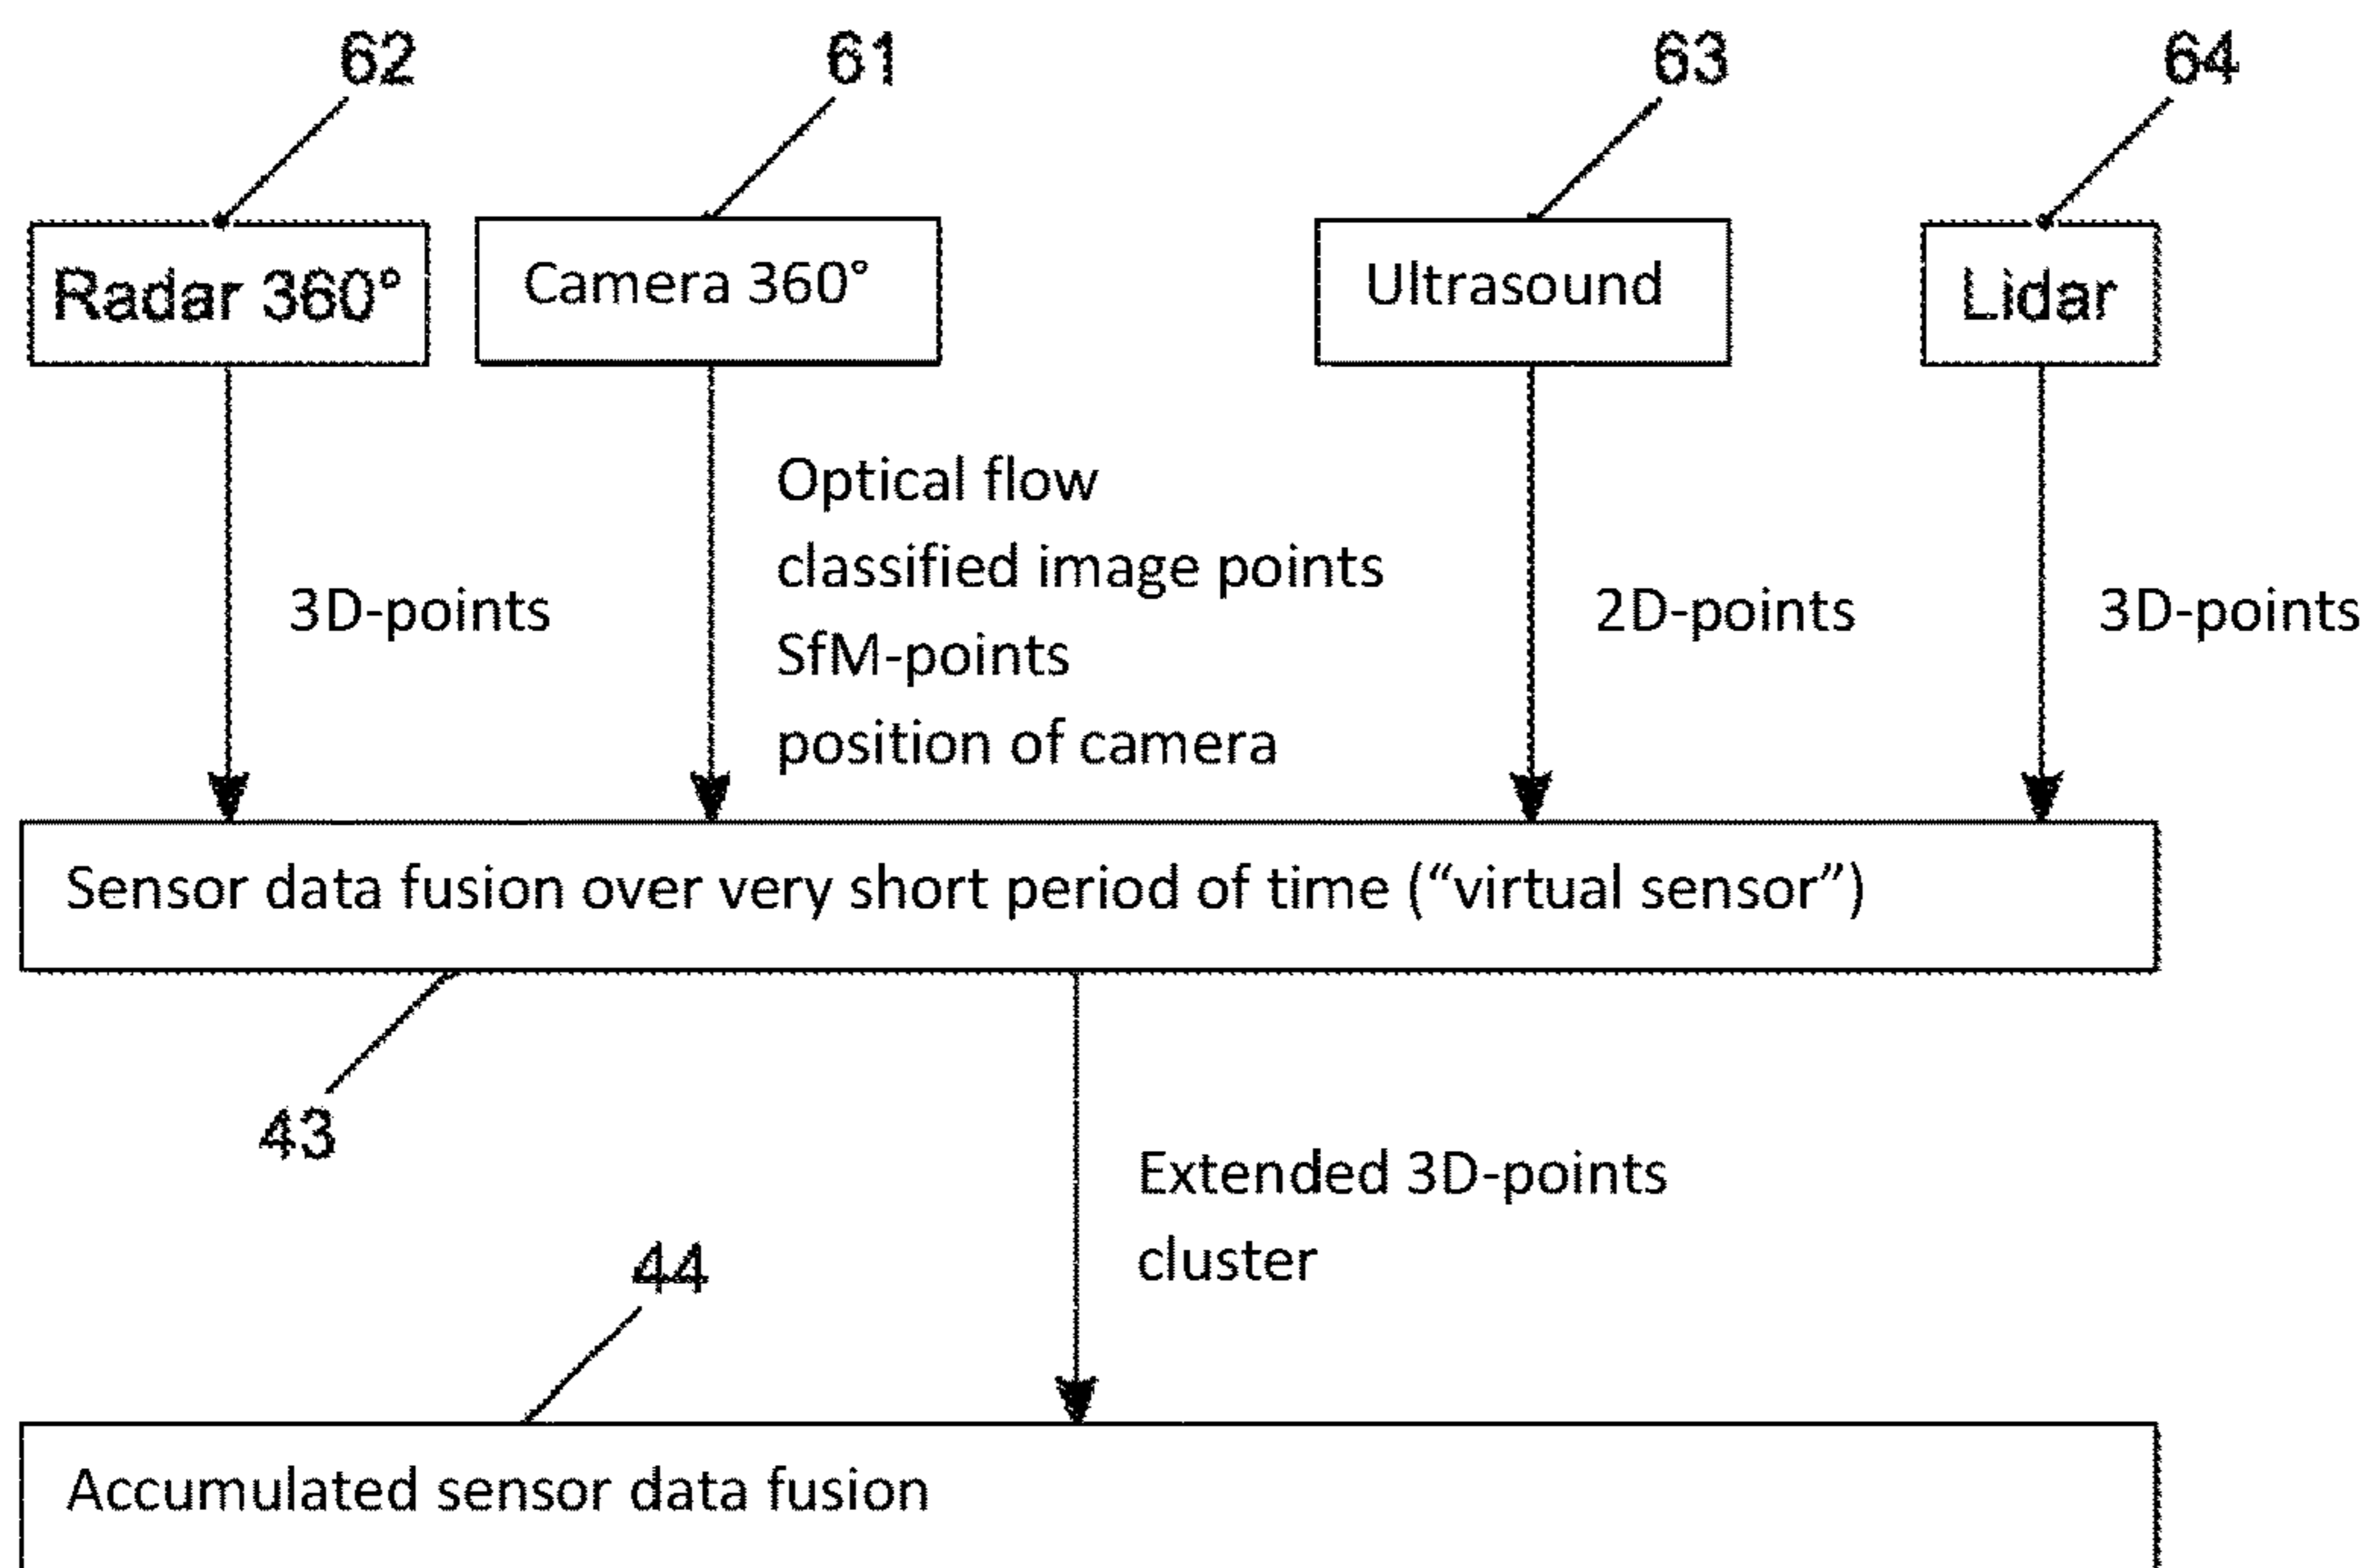 62
61
63
64
Radar 360°
Camera 360°
Ultrasound
Lidar
Optical flow
classified image points
SfM-points
position of camera
3D-points
2D-points
3D-points
Sensor data fusion over very short period of time (“virtual sensor”)
43
Extended 3D-points
cluster
44
Accumulated sensor data fusion